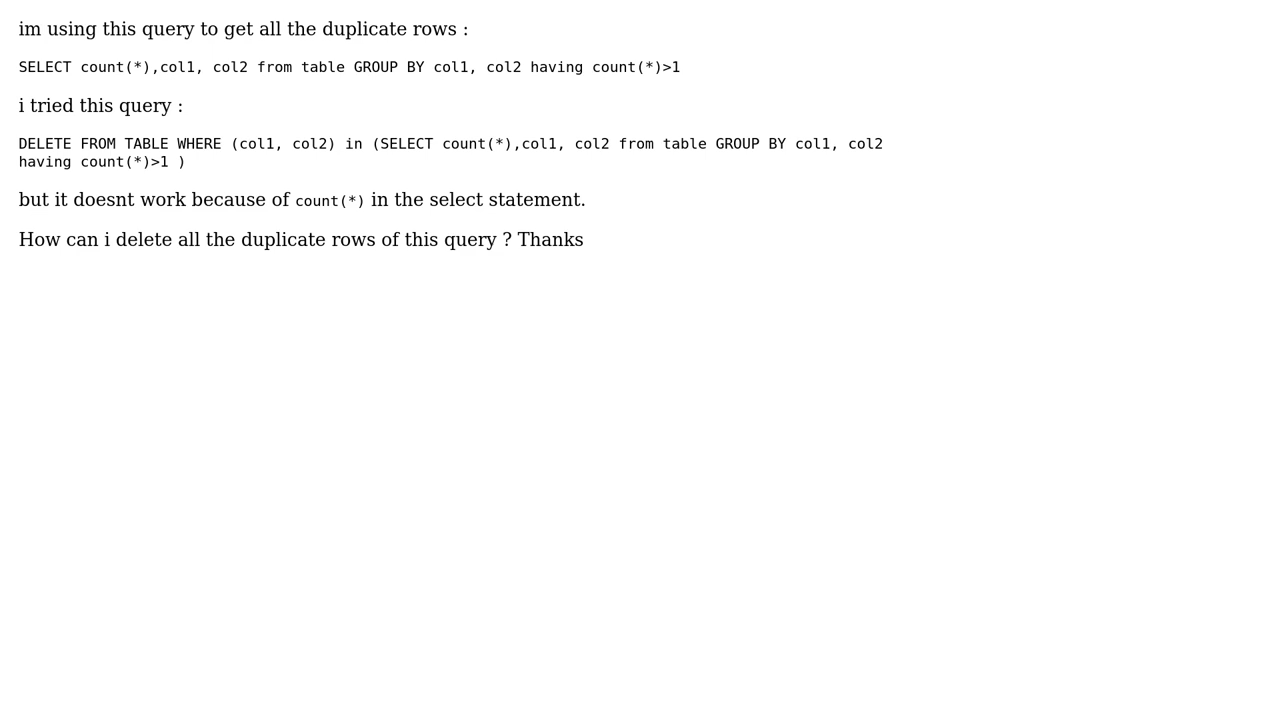 im using this query to get all the duplicate rows :
SELECT count(*),col1, col2 from table GROUP BY col1, col2 having count(*)>1
i tried this query :
DELETE FROM TABLE WHERE (col1, col2) in (SELECT count(*),col1, col2 from table GROUP BY col1, col2
having count(*)>1 )
but it doesnt work because of count(*) in the select statement.
How can i delete all the duplicate rows of this query ? Thanks